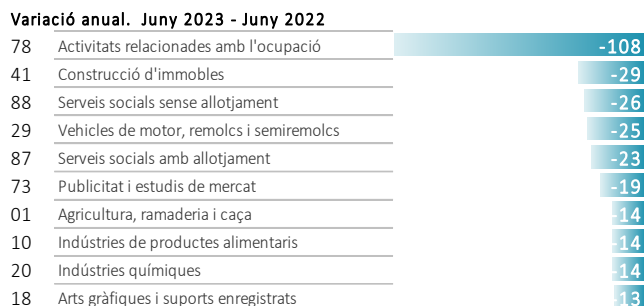 Variació anual. Juny 2023 - Juny 2022
78 Activitats relacionades amb l'ocupació -108
41 Construcció d'immobles -29
88 Serveis socials sense allotjament -26
29 Vehicles de motor, remolcs i semiremolcs -25
87 Serveis socials amb allotjament -23
73 Publicitat i estudis de mercat -19
01 Agricultura, ramaderia i caça -14
10 Indústries de productes alimentaris -14
20 Indústries químiques -14
18 Arts gràfiques i suports enregistrats -13